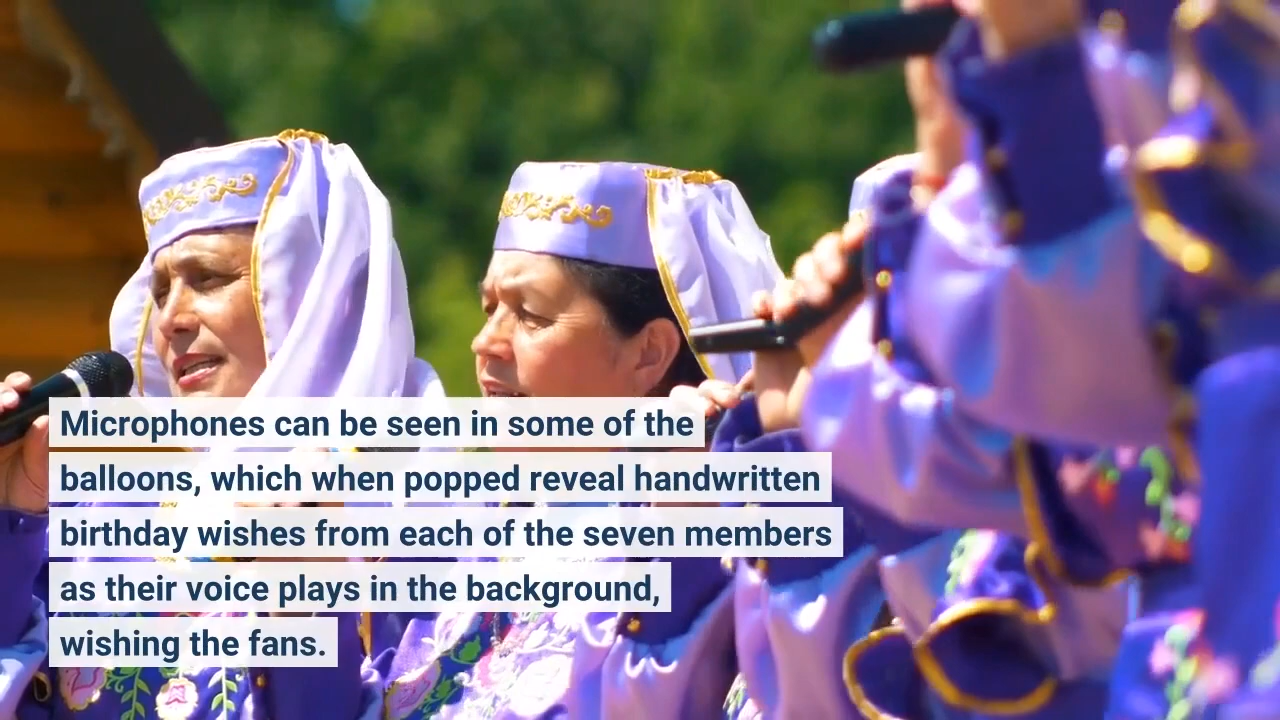 Microphones can be seen in some of the
balloons, which when popped reveal handwritten
birthday wishes from each of the seven members
as their voice plays in the background,
wishing the fans.